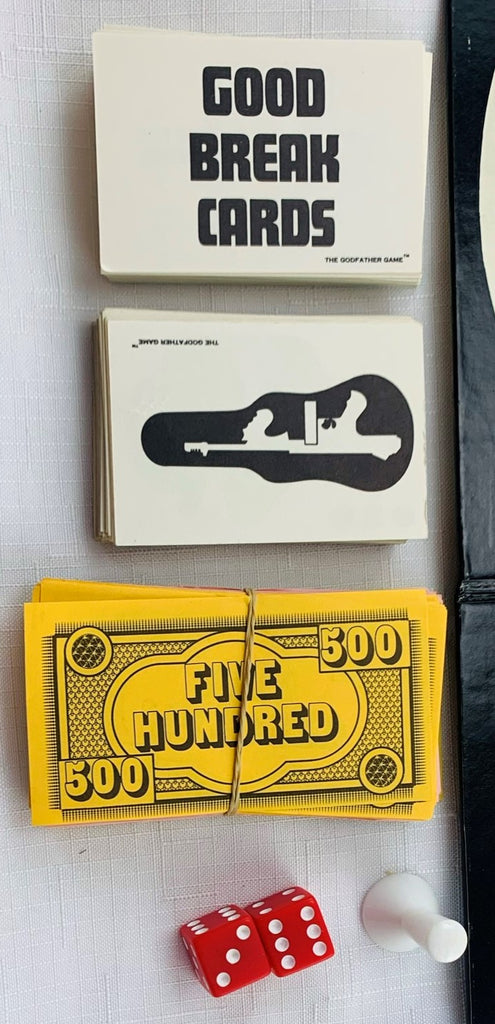 GOOD
BREAK
CARDS
THE GODFATHER GAME™
THE GODFATHER GAME™
500
FIVE
HUNDRED
500